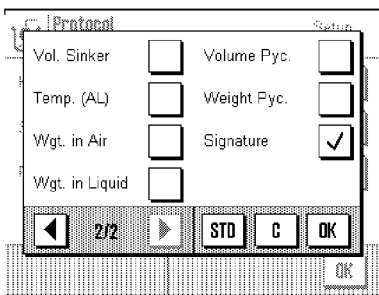 Protocol Setup
Vol. Sinker
Volume Pyc.
Temp. (AL)
Weight Pyc.
Wgt. in Air
Signature
Wgt. in Liquid
2/2
STD
C
OK
OK